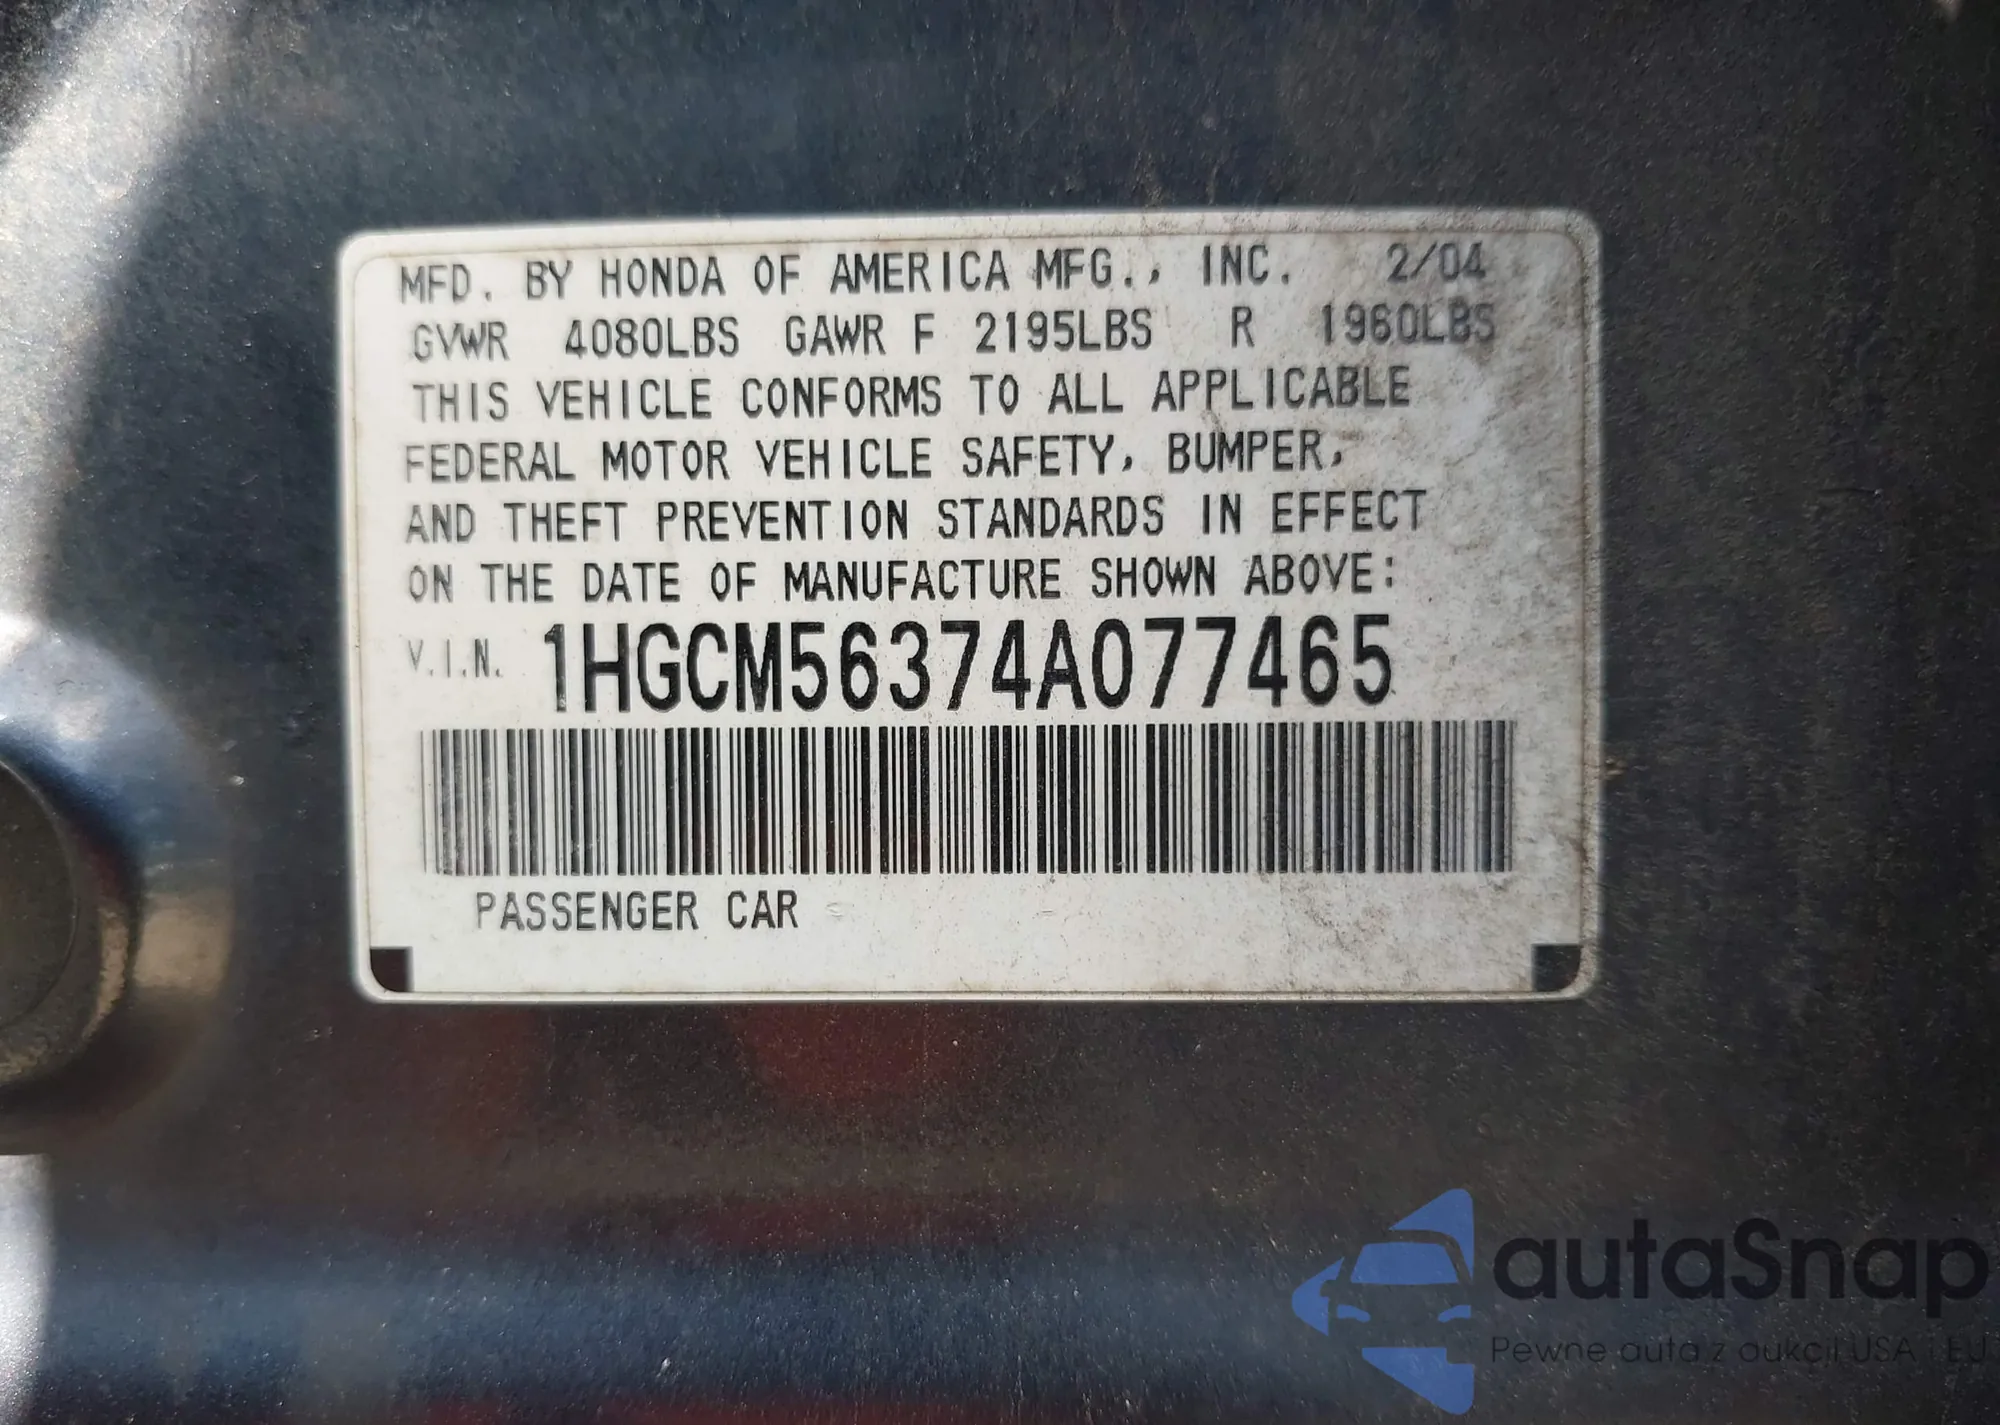 MFD. BY HONDA OF AMERICA MFG., INC. 2/04
GVWR 4080LBS GAWR F 2195LBS R 1960LBS
THIS VEHICLE CONFORMS TO ALL APPLICABLE
FEDERAL MOTOR VEHICLE SAFETY, BUMPER,
AND THEFT PREVENTION STANDARDS IN EFFECT
ON THE DATE OF MANUFACTURE SHOWN ABOVE:
V.I.N. 1HGCM56374A077465
PASSENGER CAR
autaSnap
Pewne auta z aukcji USA i EU